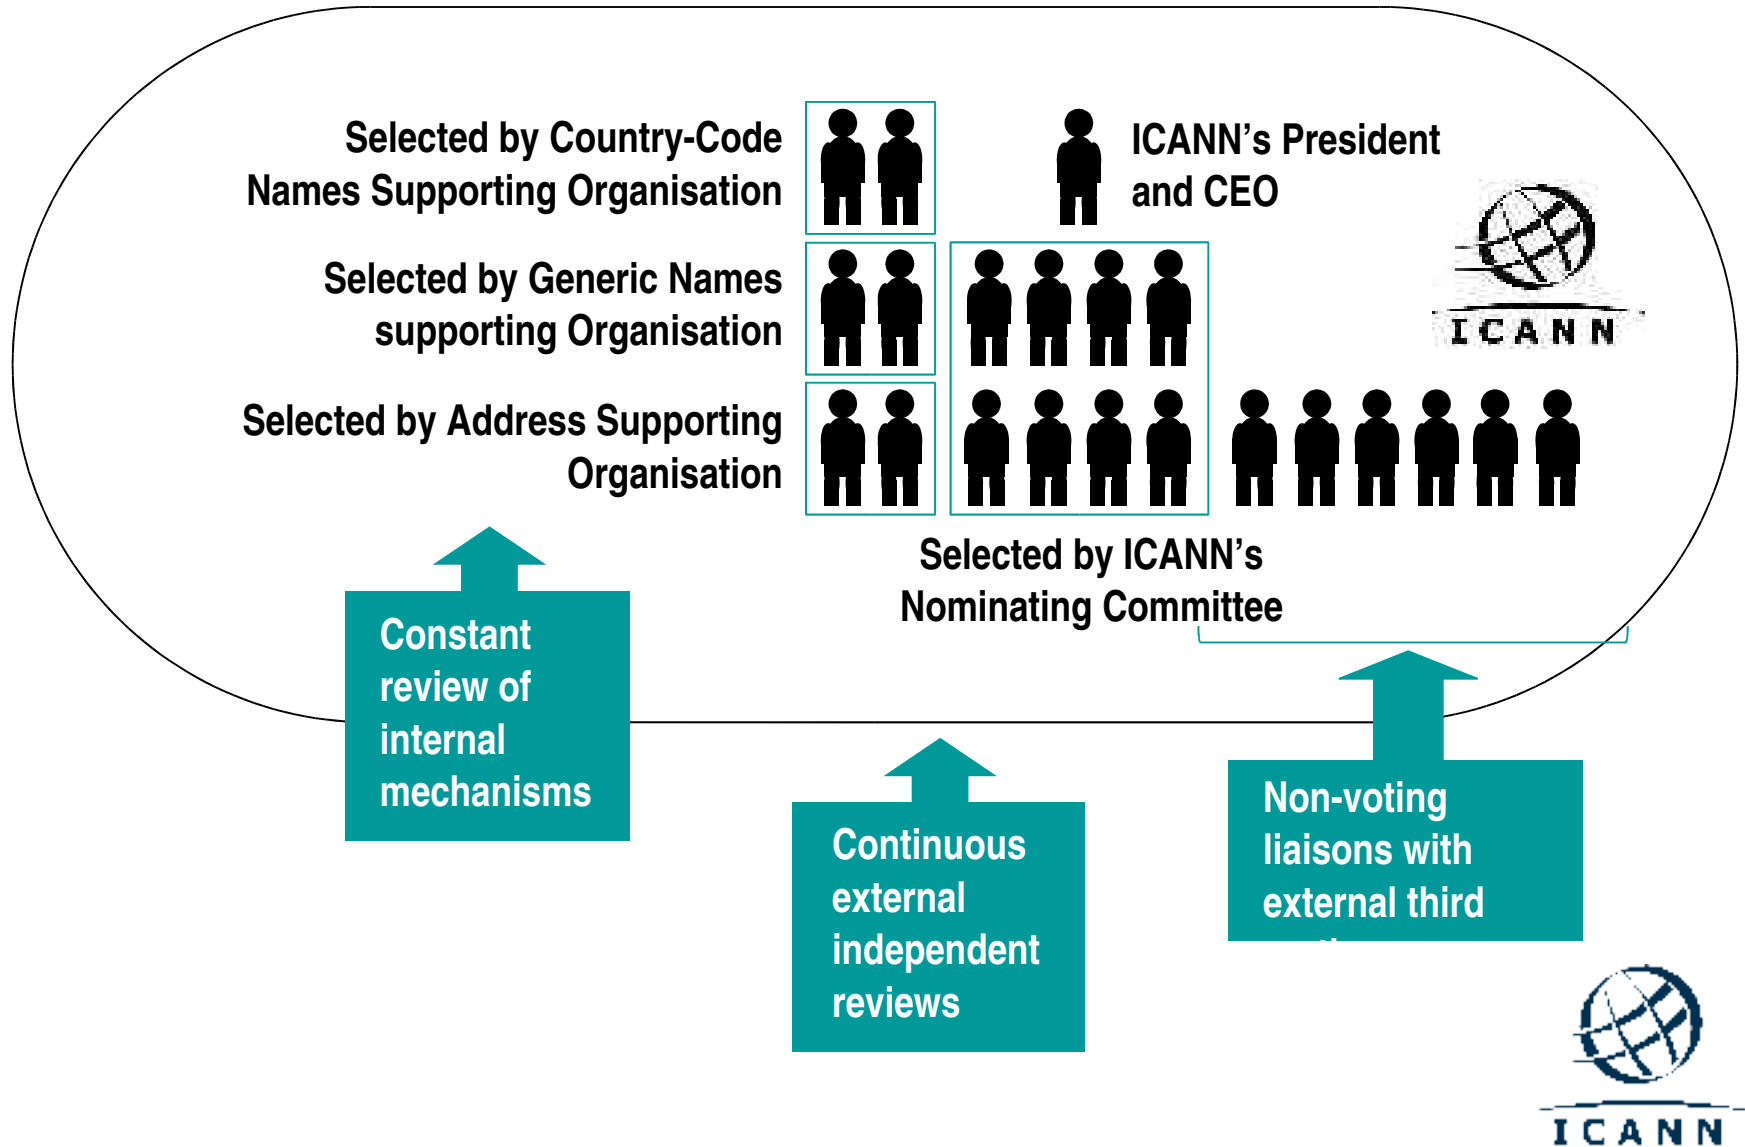 Selected by Country-Code
Names Supporting Organisation
ICANN's President
and CEO
Selected by Generic Names
supporting Organisation
ICANN
Selected by Address Supporting
Organisation
Selected by ICANN's
Nominating Committee
Constant
review of
internal
mechanisms
Continuous
external
independent
reviews
Non-voting
liaisons with
external third
ICANN